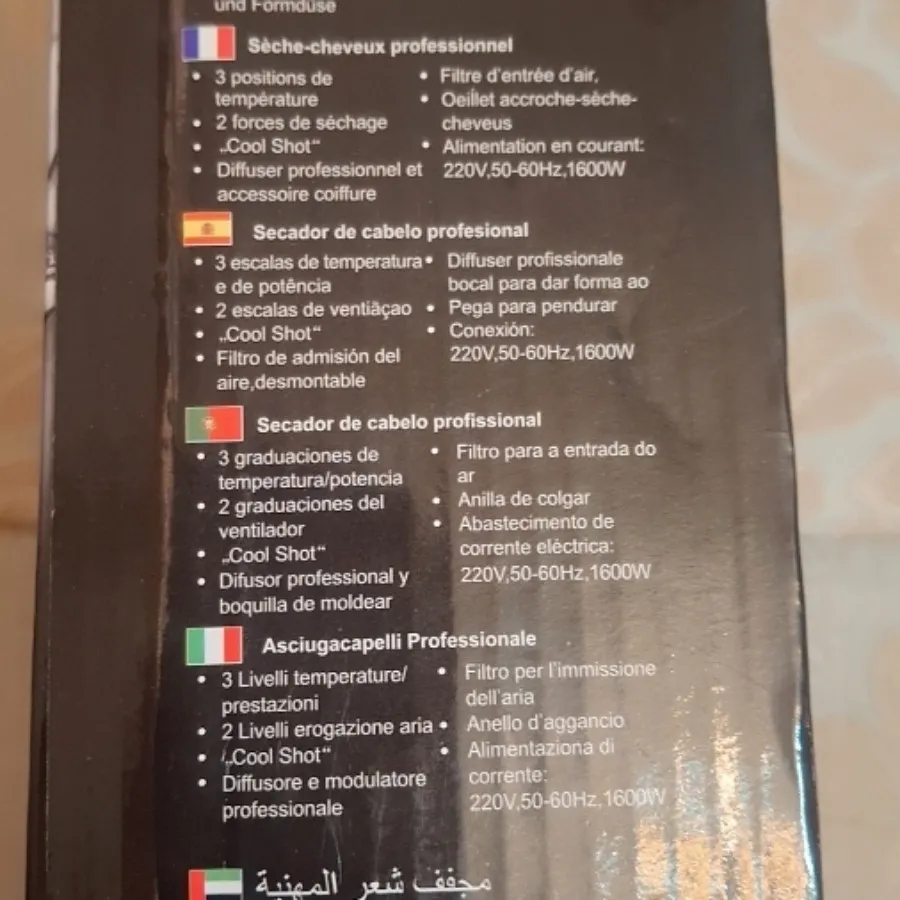 und Formdüse
Sèche-cheveux professionnel
• 3 positions de
température
• 2 forces de séchage
• „Cool Shot“
• Diffuser professionnel et
accessoire coiffure
• Filtre d'entrée d'air,
• Oeillet accroche-sèche-
cheveus
• Alimentation en courant:
220V,50-60Hz,1600W
Secador de cabelo profesional
• 3 escalas de temperatura
e de potência
• 2 escalas de ventiâçao
• „Cool Shot“
• Filtro de admisión del
aire,desmontable
• Diffuser profissionale
bocal para dar forma ao
• Pega para pendurar
• Conexión:
220V,50-60Hz,1600W
Secador de cabelo profissional
• 3 graduaciones de
temperatura/potencia
• 2 graduaciones del
ventilador
• „Cool Shot“
• Difusor professional y
boquilla de moldear
• Filtro para a entrada do
ar
• Anilla de colgar
• Abastecimento de
corrente eléctrica:
220V,50-60Hz,1600W
Asciugacapelli Professionale
• 3 Livelli temperature/
prestazioni
• 2 Livelli erogazione aria
• „Cool Shot“
• Diffusore e modulatore
professionale
• Filtro per l'immissione
dell'aria
• Anello d'aggancio
• Alimentaziona di
corrente:
220V,50-60Hz,1600W
مجفف شعر المهنية